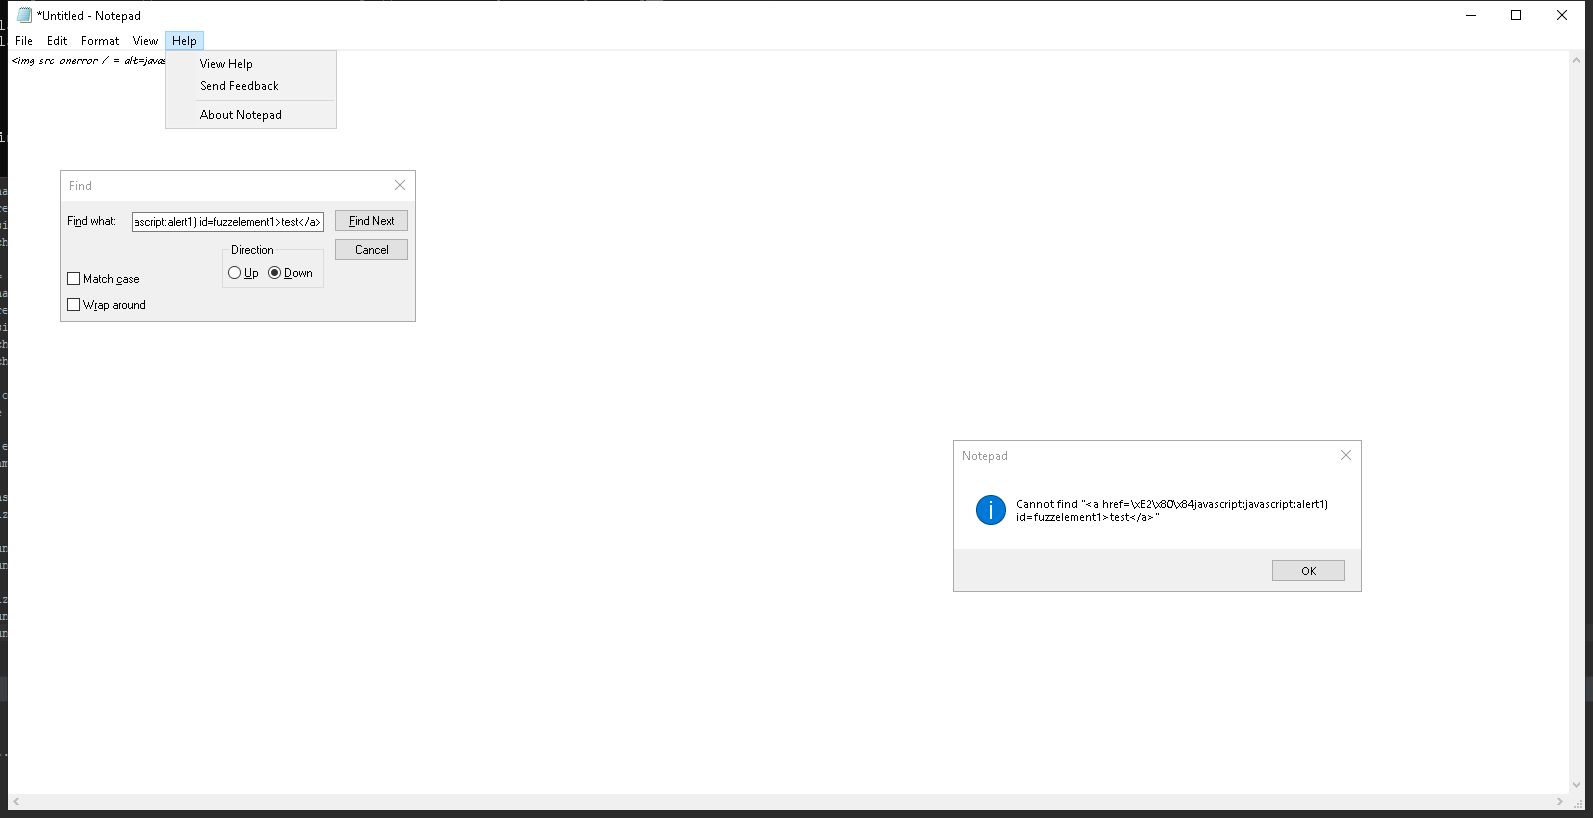 *Untitled - Notepad
File Edit Format View Help
<img src onerror / = alt=javas
View Help
Send Feedback
About Notepad
Find
Find what: ascript:alert1) id=fuzzelement1>test</a> Find Next
Direction Cancel
Up Down
Match case
Wrap around
Notepad
Cannot find "<a href=\xE2\x80\x84javascript:javascript:alert1)
id=fuzzelement1>test</a>"
OK